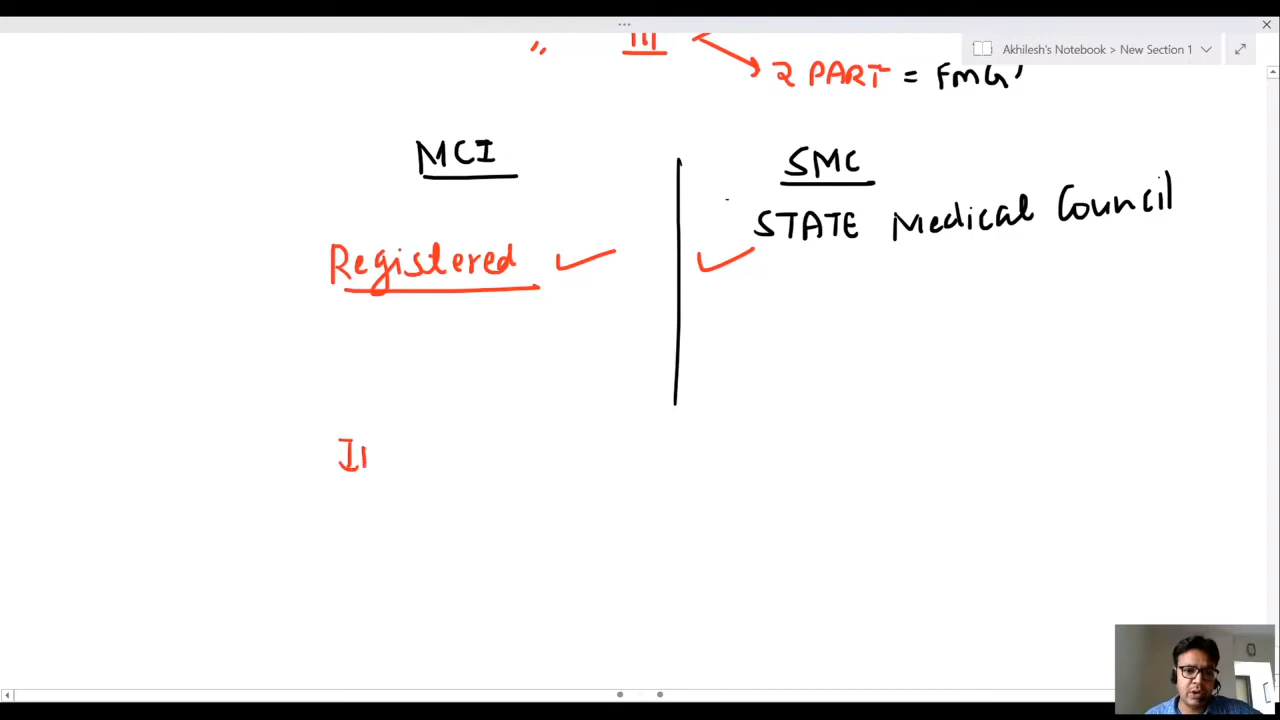 Akhilesh's Notebook > New Section 1
III
2 PART = FMG'
MCI
SMC
STATE Medical Council
Registered